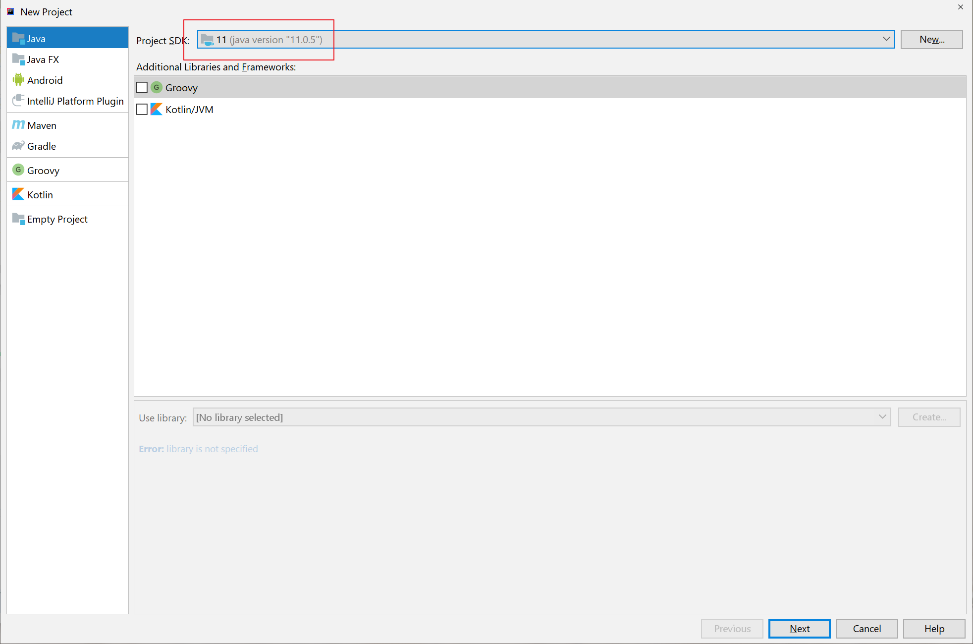 New Project
Java
Java FX
Android
IntelliJ Platform Plugin
Maven
Gradle
Groovy
Kotlin
Empty Project
Project SDK: 11 (java version "11.0.5") New...
Additional Libraries and Frameworks:
Groovy
Kotlin/JVM
Use library: [No library selected] Create...
Error: library is not specified
Previous Next Cancel Help